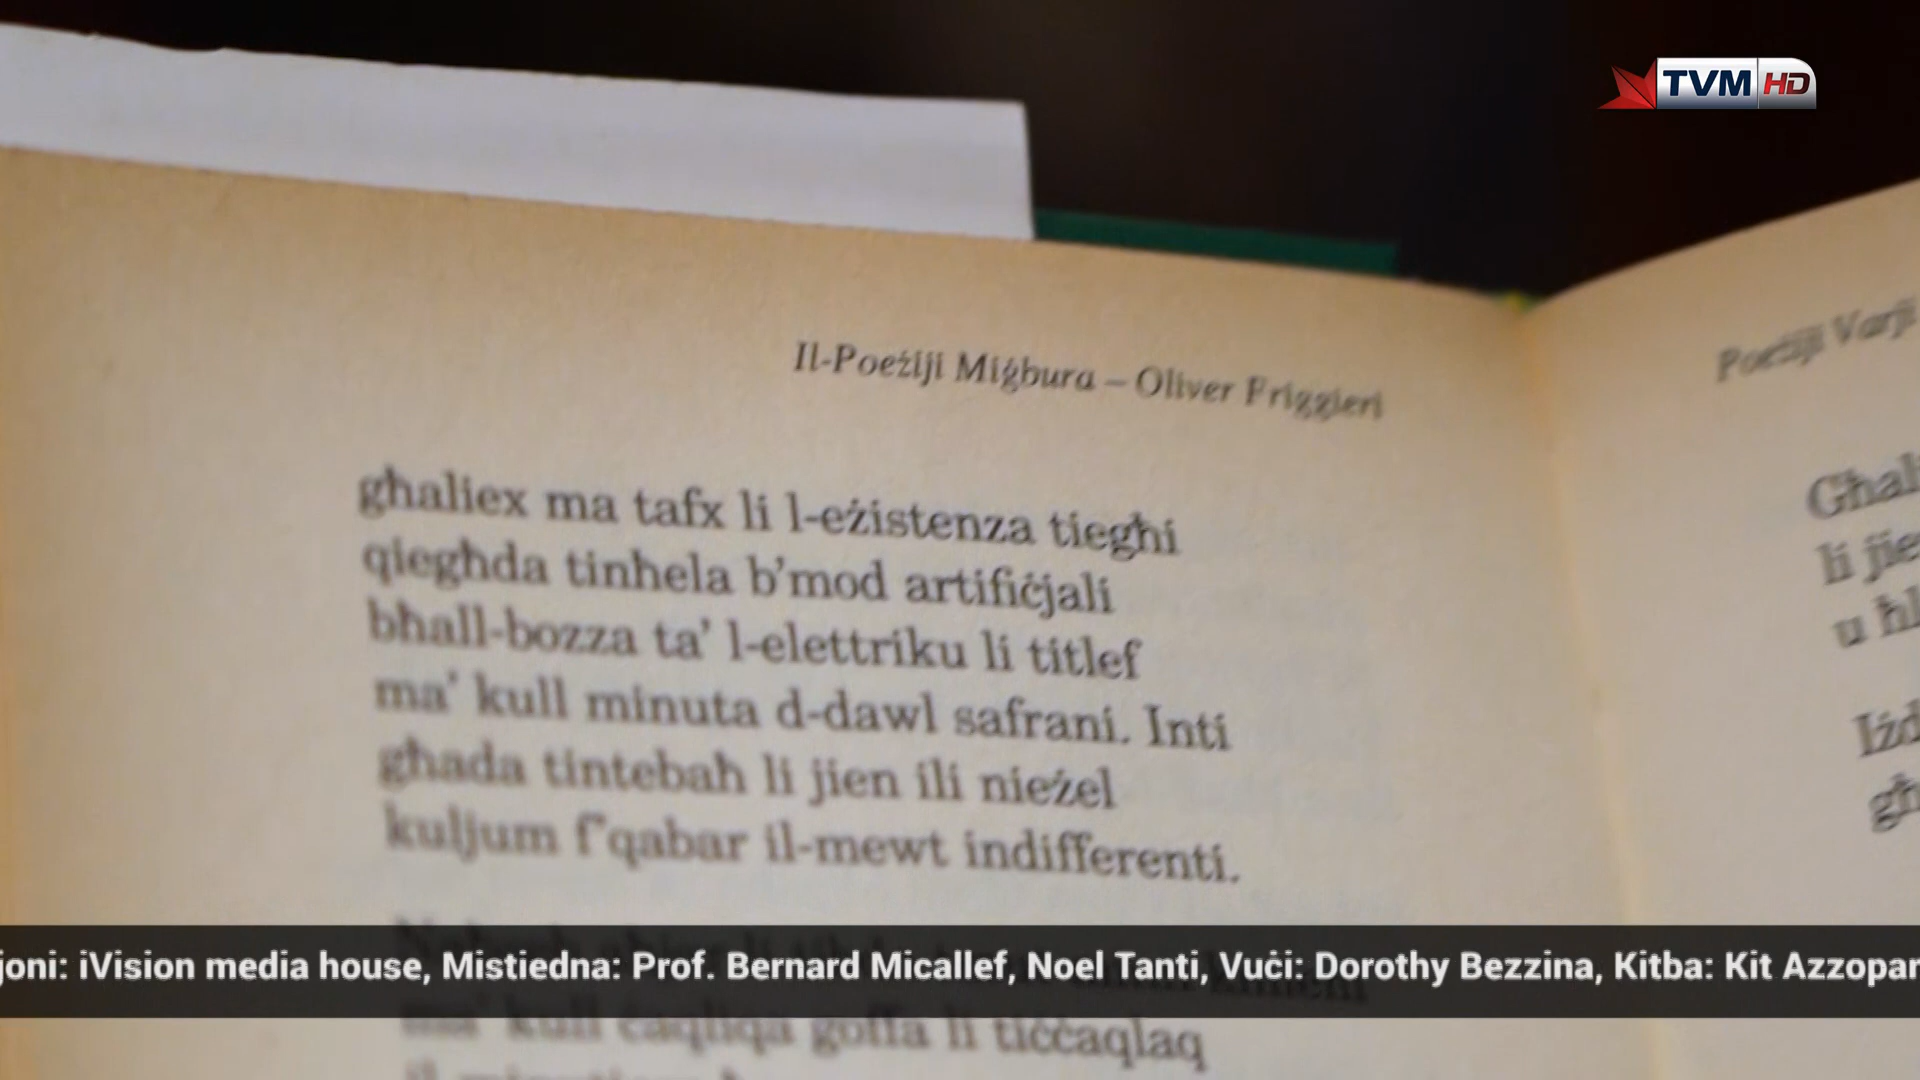 TVM HD
Il-Poeżiji Miġbura – Oliver Friggieri
għaliex ma tafx li l-eżistenza tiegħi
qiegħda tinħela b'mod artifiċjali
bħall-bozza ta' l-elettriku li titlef
ma' kull minuta d-dawl safrani. Inti
għada tintebaħ li jien ili nieżel
kuljum f'qabar il-mewt indifferenti.
ma' kull ċaqliqa goffa li tiċċaqlaq
Poeżiji Varji
li
u
joni: iVision media house, Mistiedna: Prof. Bernard Micallef, Noel Tanti, Vuċi: Dorothy Bezzina, Kitba: Kit Azzopar